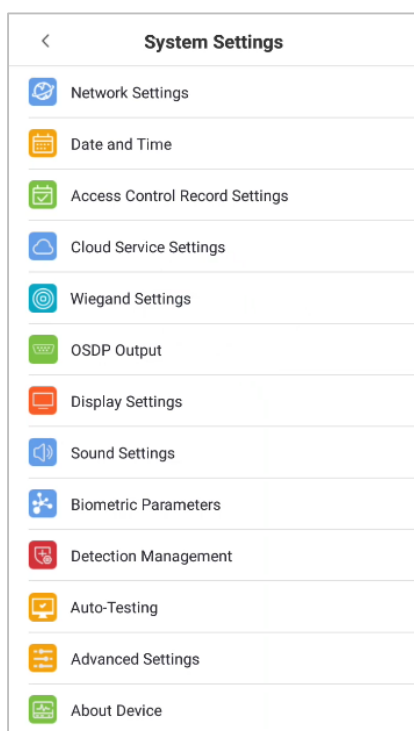 System Settings
Network Settings
Date and Time
Access Control Record Settings
Cloud Service Settings
Wiegand Settings
OSDP Output
Display Settings
Sound Settings
Biometric Parameters
Detection Management
Auto-Testing
Advanced Settings
About Device